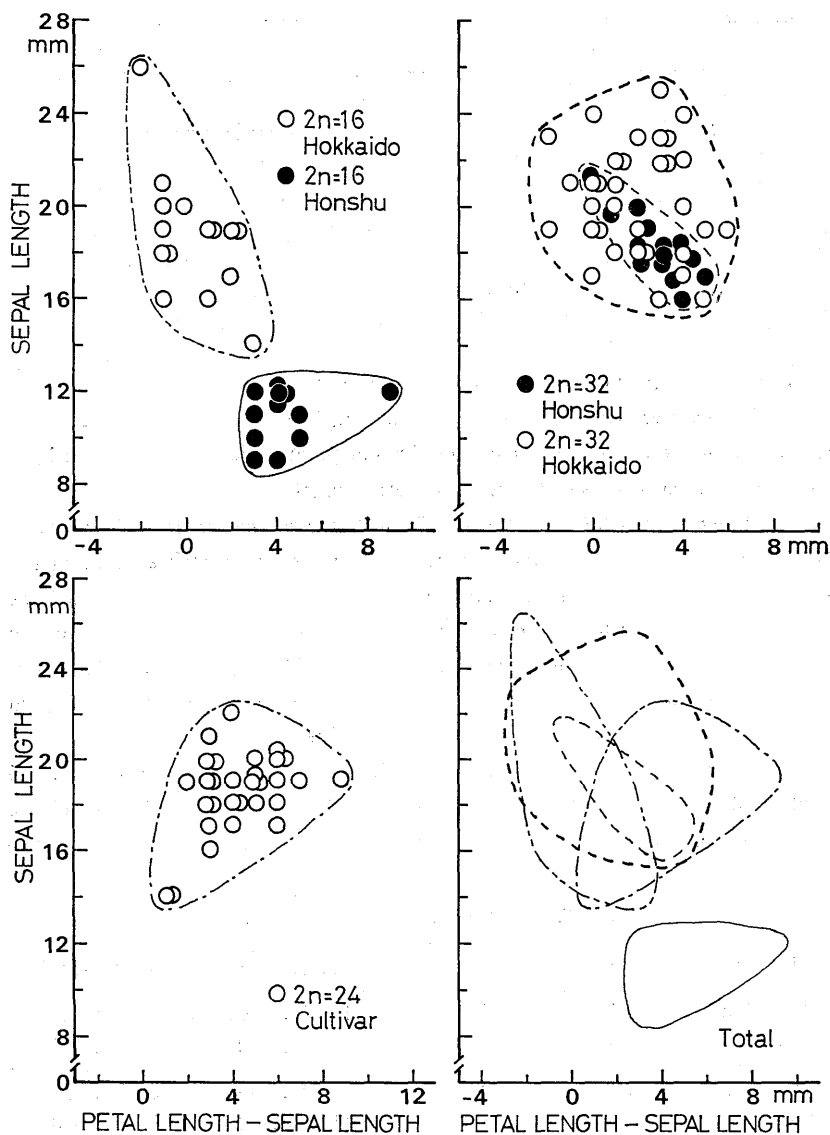 28
mm
24
20
16
12
8
0
SEPAL LENGTH
-4 0 4 8
2n=16
Hokkaido
2n=16
Honshu
-4 0 4 8 mm
2n=32
Honshu
2n=32
Hokkaido
28
mm
24
20
16
12
8
0
SEPAL LENGTH
0 4 8 12
2n=24
Cultivar
PETAL LENGTH – SEPAL LENGTH
-4 0 4 8 mm
Total
PETAL LENGTH – SEPAL LENGTH